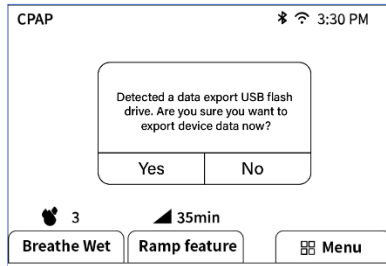 CPAP 3:30 PM
Detected a data export USB flash
drive. Are you sure you want to
export device data now?
Yes No
3 35min
Breathe Wet Ramp feature Menu